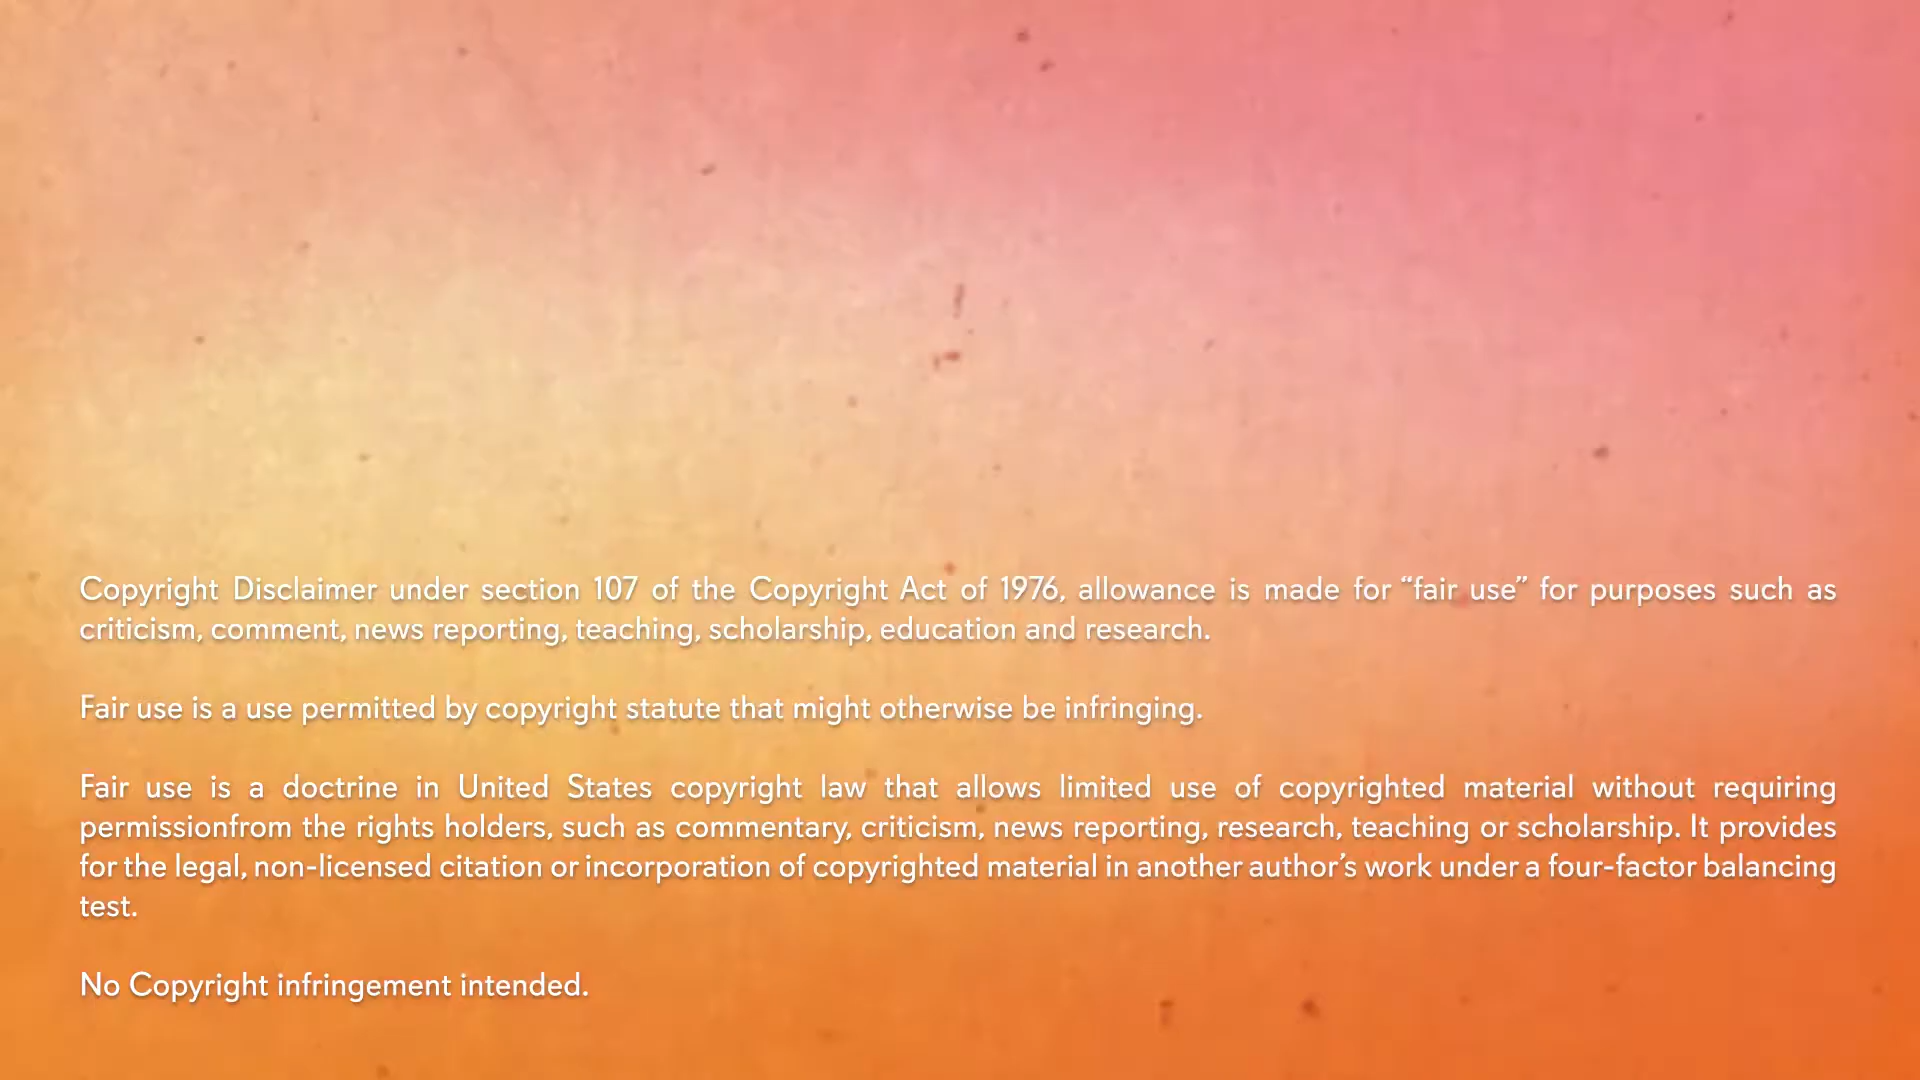 Copyright Disclaimer under section 107 of the Copyright Act of 1976, allowance is made for “fair use” for purposes such as
criticism, comment, news reporting, teaching, scholarship, education and research.
Fair use is a use permitted by copyright statute that might otherwise be infringing.
Fair use is a doctrine in United States copyright law that allows limited use of copyrighted material without requiring
permissionfrom the rights holders, such as commentary, criticism, news reporting, research, teaching or scholarship. It provides
for the legal, non-licensed citation or incorporation of copyrighted material in another author’s work under a four-factor balancing
test.
No Copyright infringement intended.